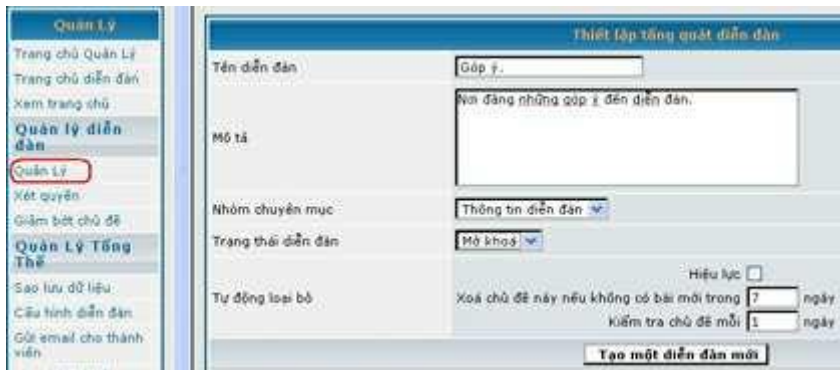 Quản Lý
Trang chủ Quản Lý
Trang chủ diễn đàn
Xem trang chủ
Quản lý diễn
đàn
Quản Lý
Xét quyền
Giảm bớt chủ đề
Quản Lý Tổng
Thể
Sao lưu dữ liệu
Cấu hình diễn đàn
Gửi email cho thành
viên
Thiết lập tổng quát diễn đàn
Tên diễn đàn
Góp ý.
Mô tả
Nơi đăng những góp ý đến diễn đàn.
Nhóm chuyên mục
Thông tin diễn đàn
Trạng thái diễn đàn
Mở khoá
Tự động loại bỏ
Hiệu lực
Xoá chủ đề này nếu không có bài mới trong 7 ngày
Kiểm tra chủ đề mỗi 1 ngày
Tạo một diễn đàn mới